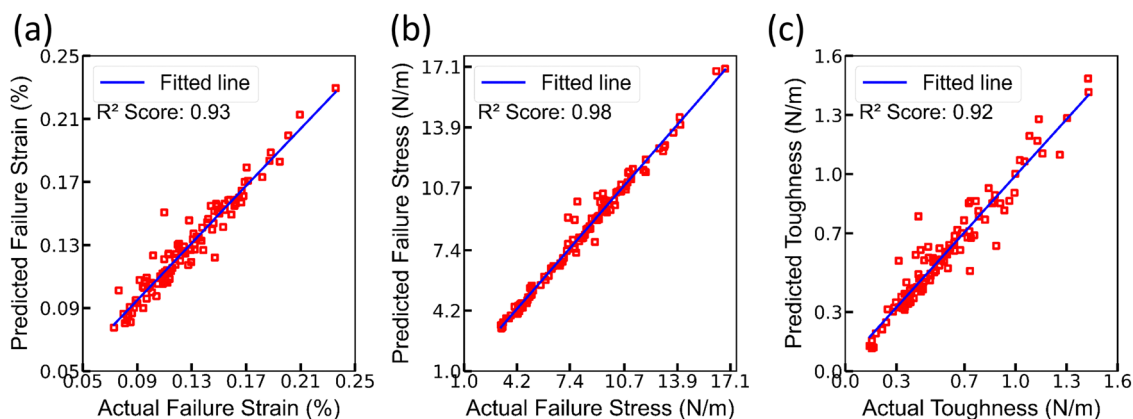 (a)
0.25
0.21
0.17
0.13
0.09
0.05
Predicted Failure Strain (%)
Fitted line
R² Score: 0.93
0.05 0.09 0.13 0.17 0.21 0.25
Actual Failure Strain (%)
(b)
17.1
13.9
10.7
7.4
4.2
1.0
Predicted Failure Stress (N/m)
Fitted line
R² Score: 0.98
1.0 4.2 7.4 10.7 13.9 17.1
Actual Failure Stress (N/m)
(c)
1.6
1.3
1.0
0.7
0.3
0.0
Predicted Toughness (N/m)
Fitted line
R² Score: 0.92
0.0 0.3 0.7 1.0 1.3 1.6
Actual Toughness (N/m)